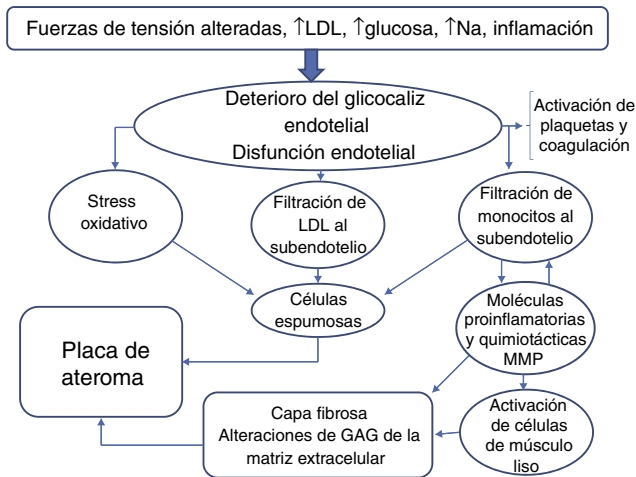 Fuerzas de tensión alteradas, ↑LDL, ↑glucosa, ↑Na, inflamación
Deterioro del glicocaliz
endotelial
Disfunción endotelial
Activación de
plaquetas y
coagulación
Stress
oxidativo
Filtración de
LDL al
subendotelio
Filtración de
monocitos al
subendotelio
Células
espumosas
Moléculas
proinflamatorias
y quimiotácticas
MMP
Placa de
ateroma
Capa fibrosa
Alteraciones de GAG de la
matriz extracelular
Activación
de células
de músculo
liso